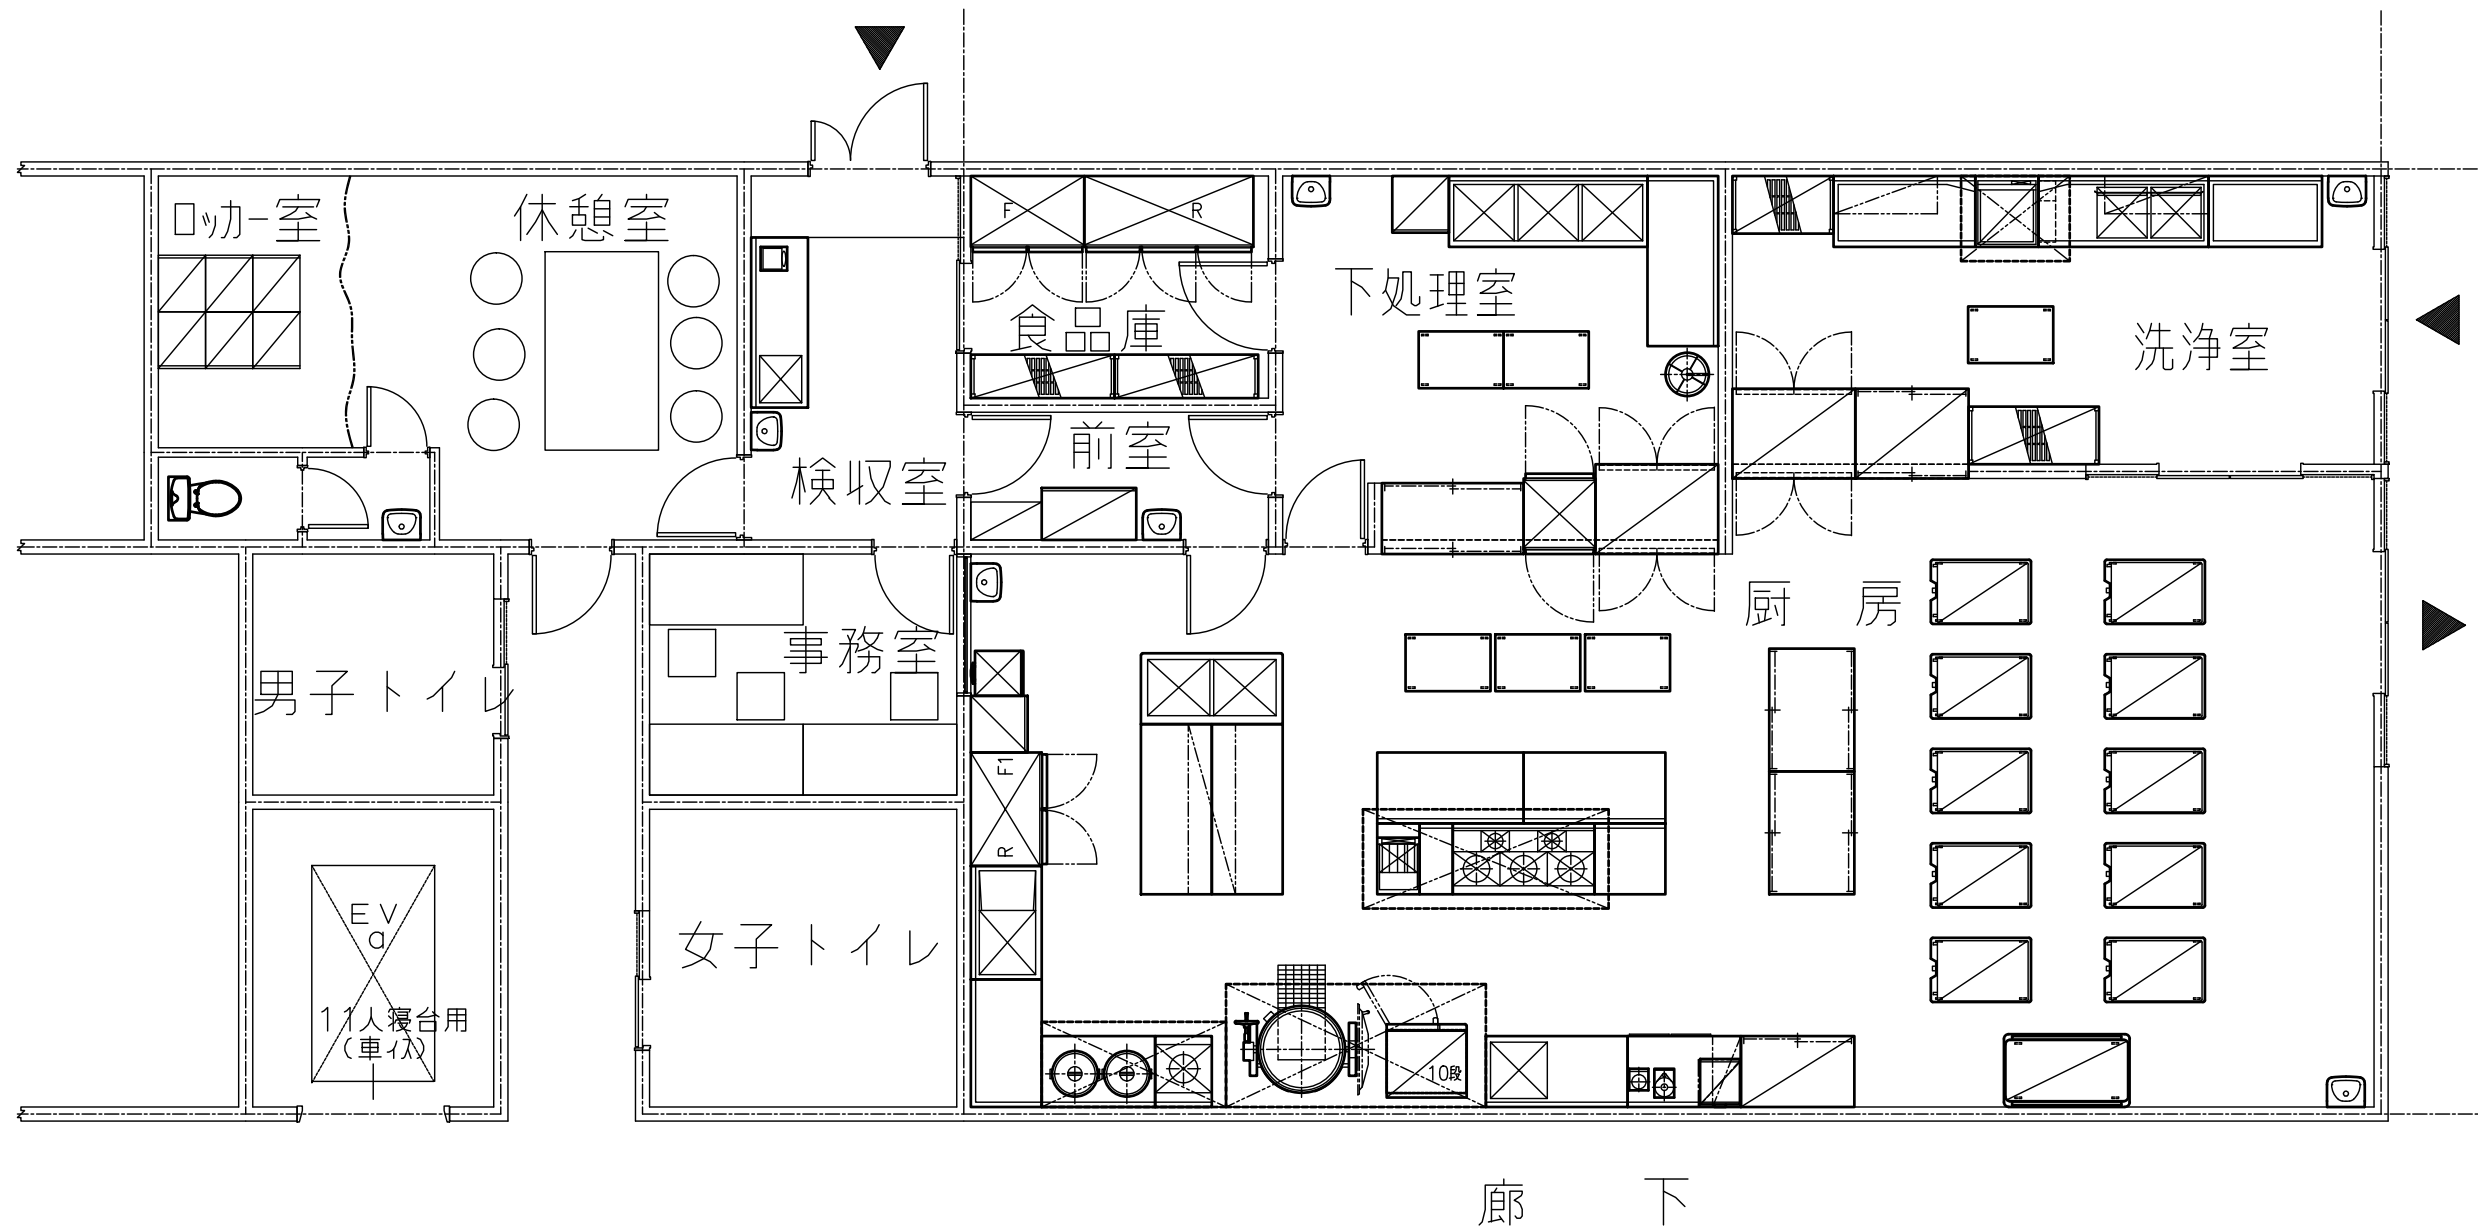 ロッカー室
休憩室
F
R
食品庫
下処理室
洗浄室
検収室
前室
厨房
事務室
男子トイレ
F1
R
EV
a
11人寝台用
(車イス)
女子トイレ
10段
廊下